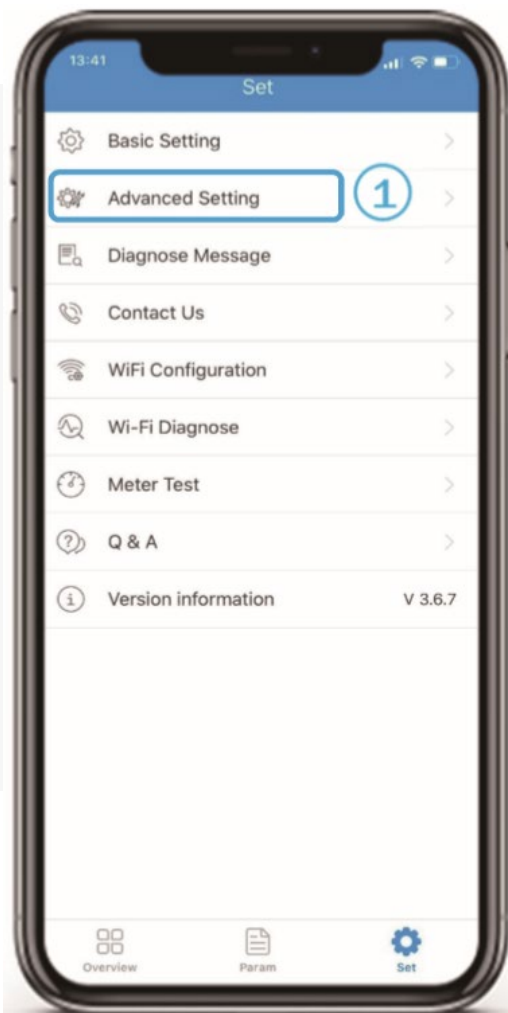 13:41
Set
Basic Setting
Advanced Setting
1
Diagnose Message
Contact Us
WiFi Configuration
Wi-Fi Diagnose
Meter Test
Q & A
Version information V 3.6.7
Overview Param Set